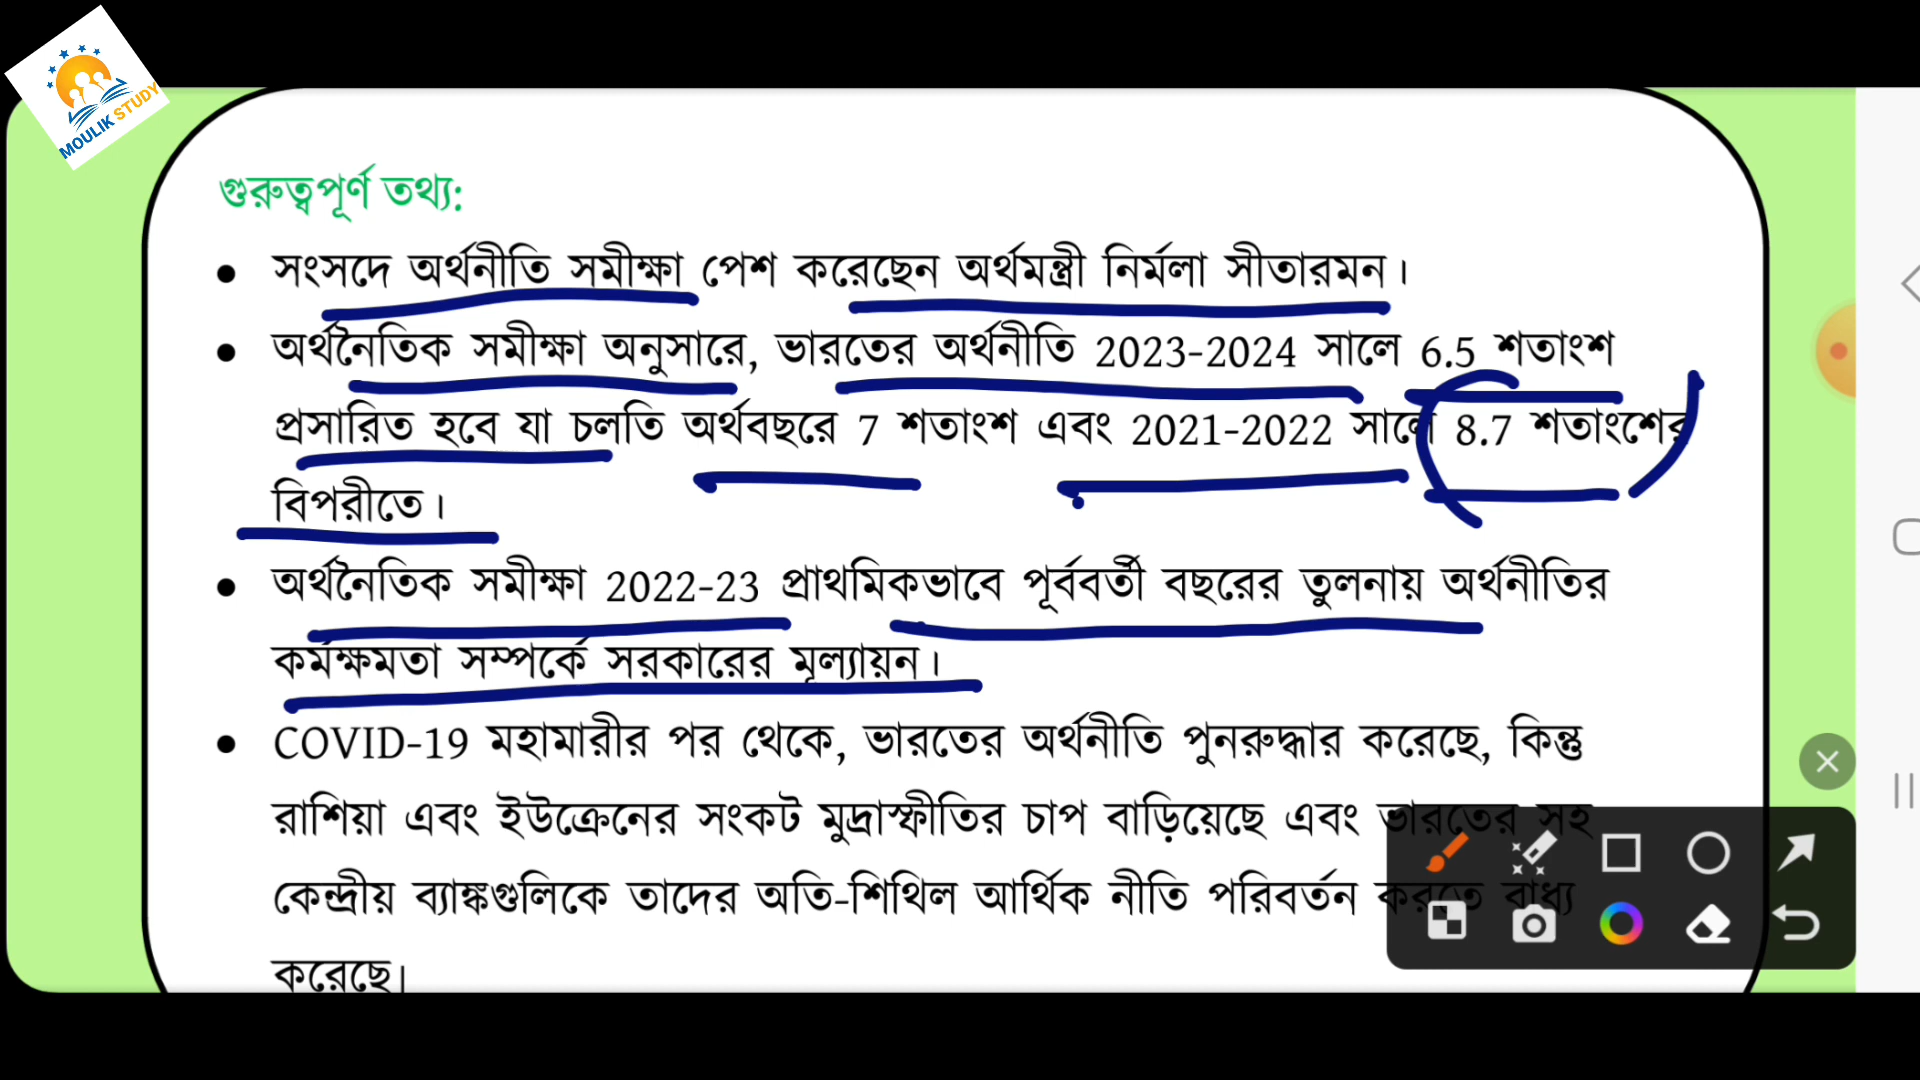 MOULIK STUDY
গুরুত্বপূর্ণ তথ্য:
● সংসদে অর্থনীতি সমীক্ষা পেশ করেছেন অর্থমন্ত্রী নির্মলা সীতারমন।
● অর্থনৈতিক সমীক্ষা অনুসারে, ভারতের অর্থনীতি 2023-2024 সালে 6.5 শতাংশ
প্রসারিত হবে যা চলতি অর্থবছরে 7 শতাংশ এবং 2021-2022 সালে 8.7 শতাংশের
বিপরীতে।
● অর্থনৈতিক সমীক্ষা 2022-23 প্রাথমিকভাবে পূর্ববর্তী বছরের তুলনায় অর্থনীতির
কর্মক্ষমতা সম্পর্কে সরকারের মূল্যায়ন।
● COVID-19 মহামারীর পর থেকে, ভারতের অর্থনীতি পুনরুদ্ধার করেছে, কিন্তু
রাশিয়া এবং ইউক্রেনের সংকট মুদ্রাস্ফীতির চাপ বাড়িয়েছে এবং ভারতের সহ
কেন্দ্রীয় ব্যাঙ্কগুলিকে তাদের অতি-শিথিল আর্থিক নীতি পরিবর্তন করতে বাধ্য
করেছে।